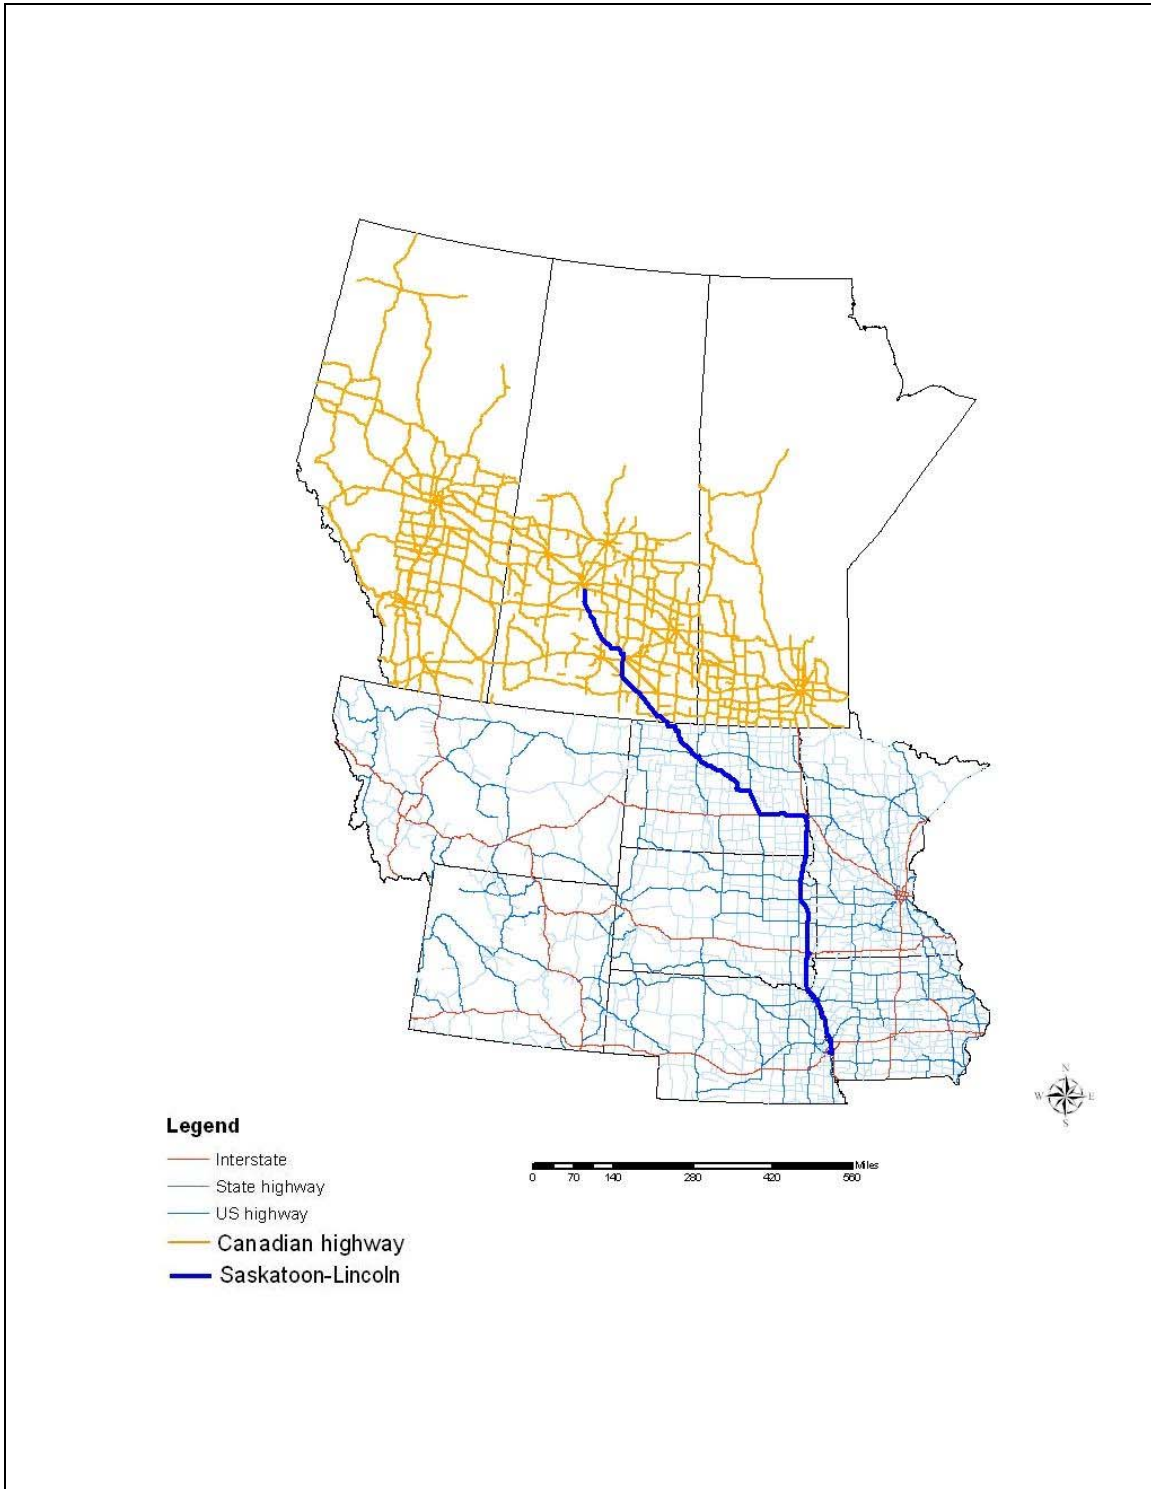 N
W E
S
Legend
Interstate
State highway
US highway
Canadian highway
Saskatoon-Lincoln
Miles
0 70 140 280 420 560